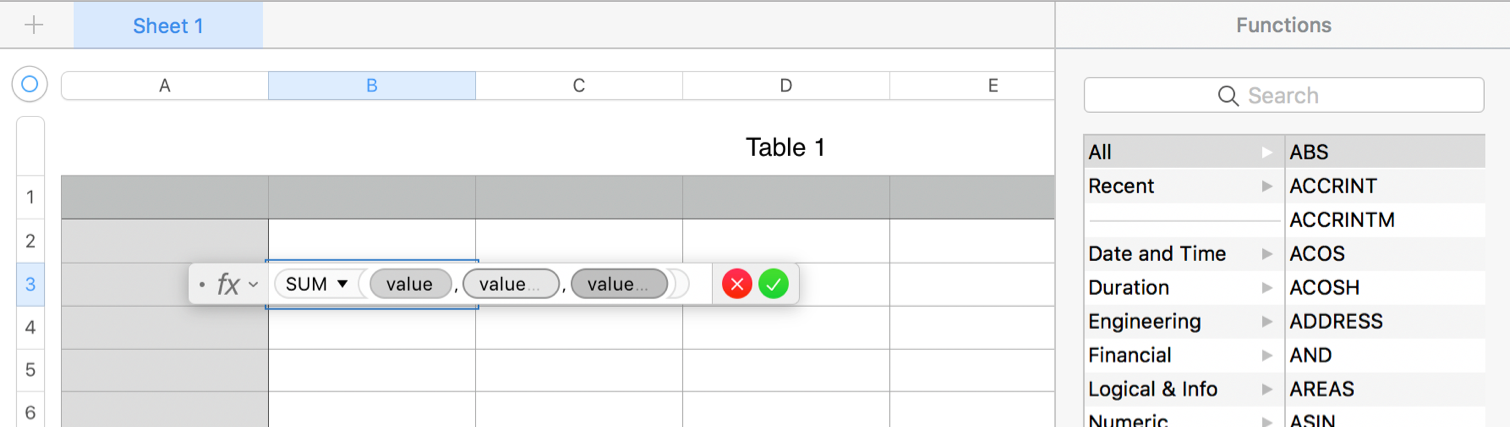 + Sheet 1 Functions
A B C D E
Search
Table 1
All ABS
1
Recent ACCRINT
ACCRINTM
2
Date and Time ACOS
3 fx SUM ▼ value , value... , value...
Duration ACOSH
4
Engineering ADDRESS
Financial AND
5
Logical & Info AREAS
6
Numeric ASIN